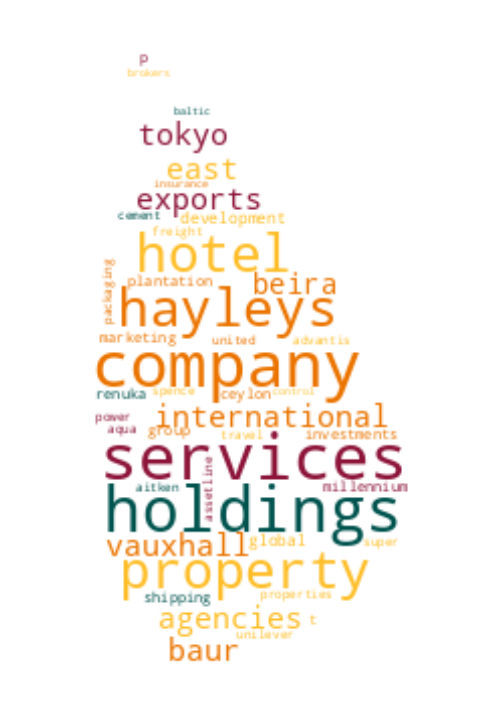 p
brokers
baltic
tokyo
east
insurance
exports
cement development
freight
hotel
packaging
plantation beira
hayleys
marketing united advantis
company
renuka spence ceylon control
power international
aqua group travel investments
services
assetline
aitken millennium
holdings
vauxhall global super
property
shipping properties
agencies t
unilever
baur